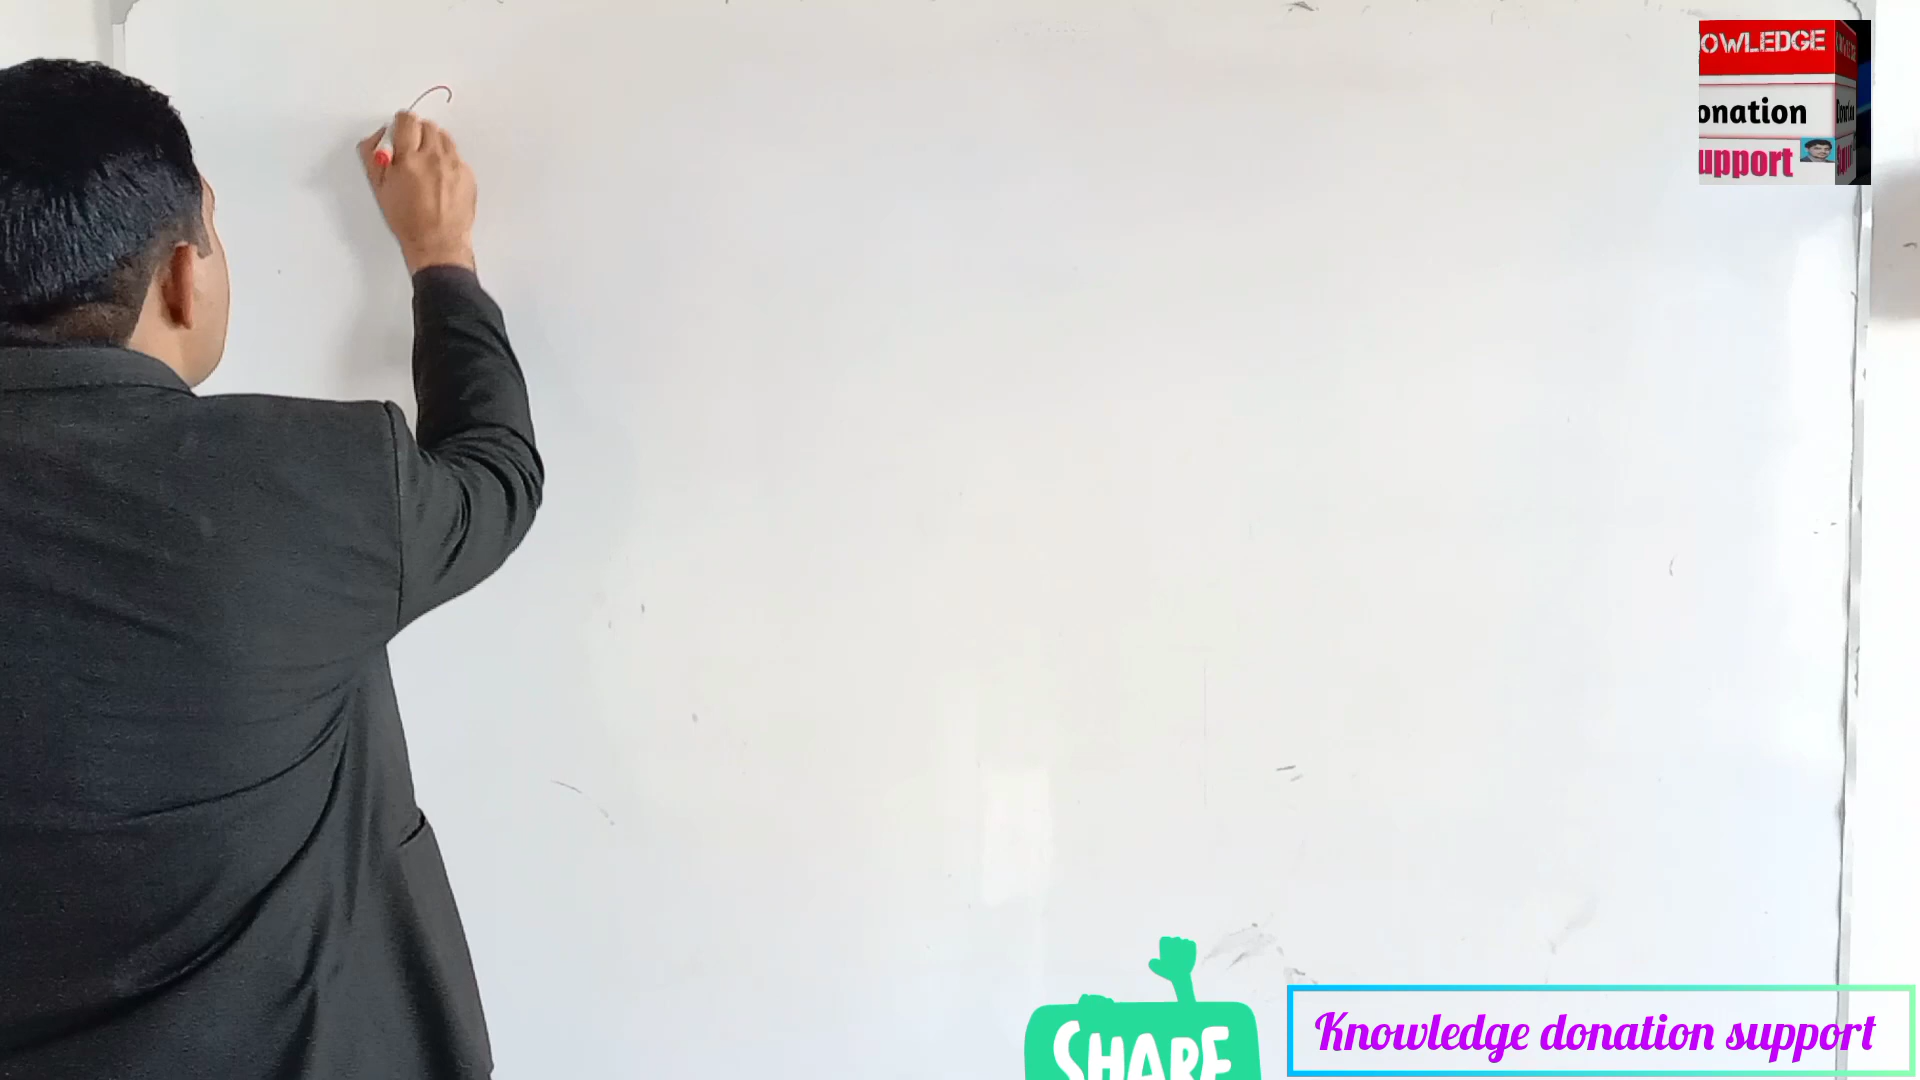 OWLEDGE
onation
upport
SHARE
Knowledge donation support